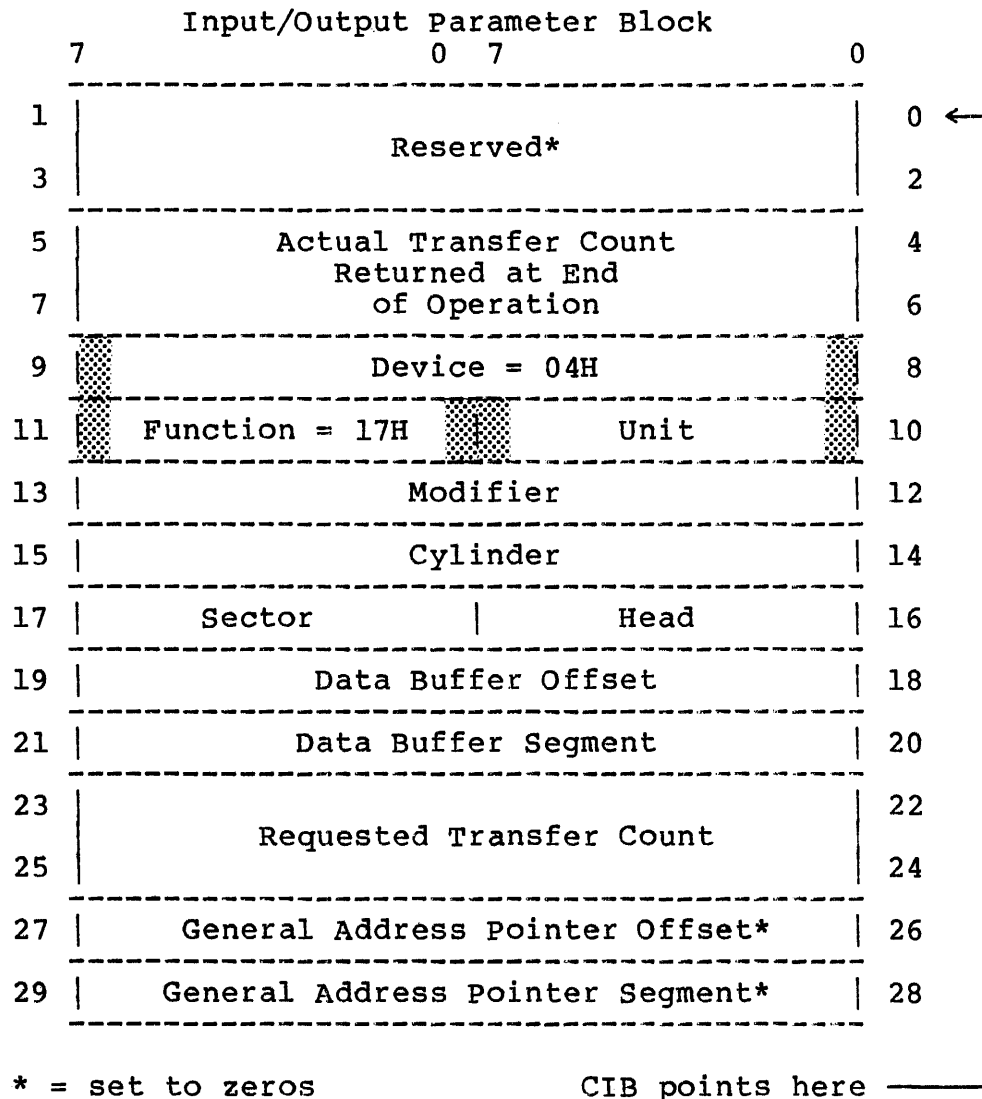 Input/Output Parameter Block
7 0 7 0
1 0 ←
Reserved*
3 2
5 Actual Transfer Count 4
Returned at End
7 of Operation 6
9 Device = 04H 8
11 Function = 17H Unit 10
13 Modifier 12
15 Cylinder 14
17 Sector Head 16
19 Data Buffer Offset 18
21 Data Buffer Segment 20
23 22
Requested Transfer Count
25 24
27 General Address Pointer Offset* 26
29 General Address Pointer Segment* 28
* = set to zeros CIB points here